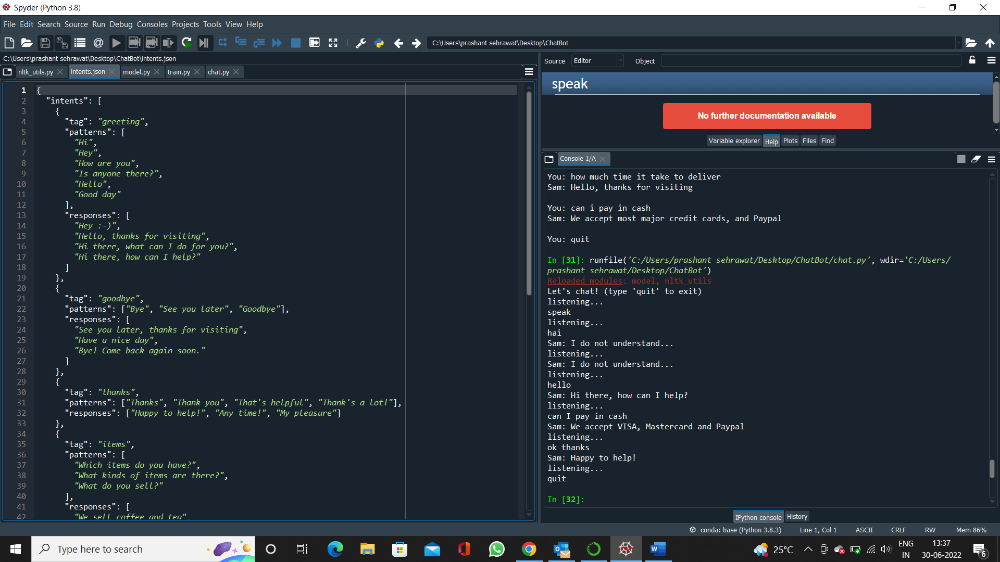 Spyder (Python 3.8)
File Edit Search Source Run Debug Consoles Projects Tools View Help
C:\Users\prashant sehrawat\Desktop\ChatBot
C:\Users\prashant sehrawat\Desktop\ChatBot\intents.json
nltk_utils.py intents.json model.py train.py chat.py
1 {
2 "intents": [
3 {
4 "tag": "greeting",
5 "patterns": [
6 "Hi",
7 "Hey",
8 "How are you",
9 "Is anyone there?",
10 "Hello",
11 "Good day"
12 ],
13 "responses": [
14 "Hey :-)",
15 "Hello, thanks for visiting",
16 "Hi there, what can I do for you?",
17 "Hi there, how can I help?"
18 ]
19 },
20 {
21 "tag": "goodbye",
22 "patterns": ["Bye", "See you later", "Goodbye"],
23 "responses": [
24 "See you later, thanks for visiting",
25 "Have a nice day",
26 "Bye! Come back again soon."
27 ]
28 },
29 {
30 "tag": "thanks",
31 "patterns": ["Thanks", "Thank you", "That's helpful", "Thank's a lot!"],
32 "responses": ["Happy to help!", "Any time!", "My pleasure"]
33 },
34 {
35 "tag": "items",
36 "patterns": [
37 "Which items do you have?",
38 "What kinds of items are there?",
39 "What do you sell?"
40 ],
41 "responses": [
42 "We sell coffee and tea",
Source Editor Object
speak
No further documentation available
Variable explorer Help Plots Files Find
Console 1/A
You: how much time it take to deliver
Sam: Hello, thanks for visiting
You: can i pay in cash
Sam: We accept most major credit cards, and Paypal
You: quit
In [31]: runfile('C:/Users/prashant sehrawat/Desktop/ChatBot/chat.py', wdir='C:/Users/
prashant sehrawat/Desktop/ChatBot')
Reloaded modules: model, nltk_utils
Let's chat! (type 'quit' to exit)
listening...
speak
listening...
hai
Sam: I do not understand...
listening...
Sam: I do not understand...
listening...
hello
Sam: Hi there, how can I help?
listening...
can I pay in cash
Sam: We accept VISA, Mastercard and Paypal
listening...
ok thanks
Sam: Happy to help!
listening...
quit
In [32]:
IPython console History
conda: base (Python 3.8.3) Line 1, Col 1 ASCII CRLF RW Mem 86%
Type here to search
25°C
ENG
IN
13:37
30-06-2022
6